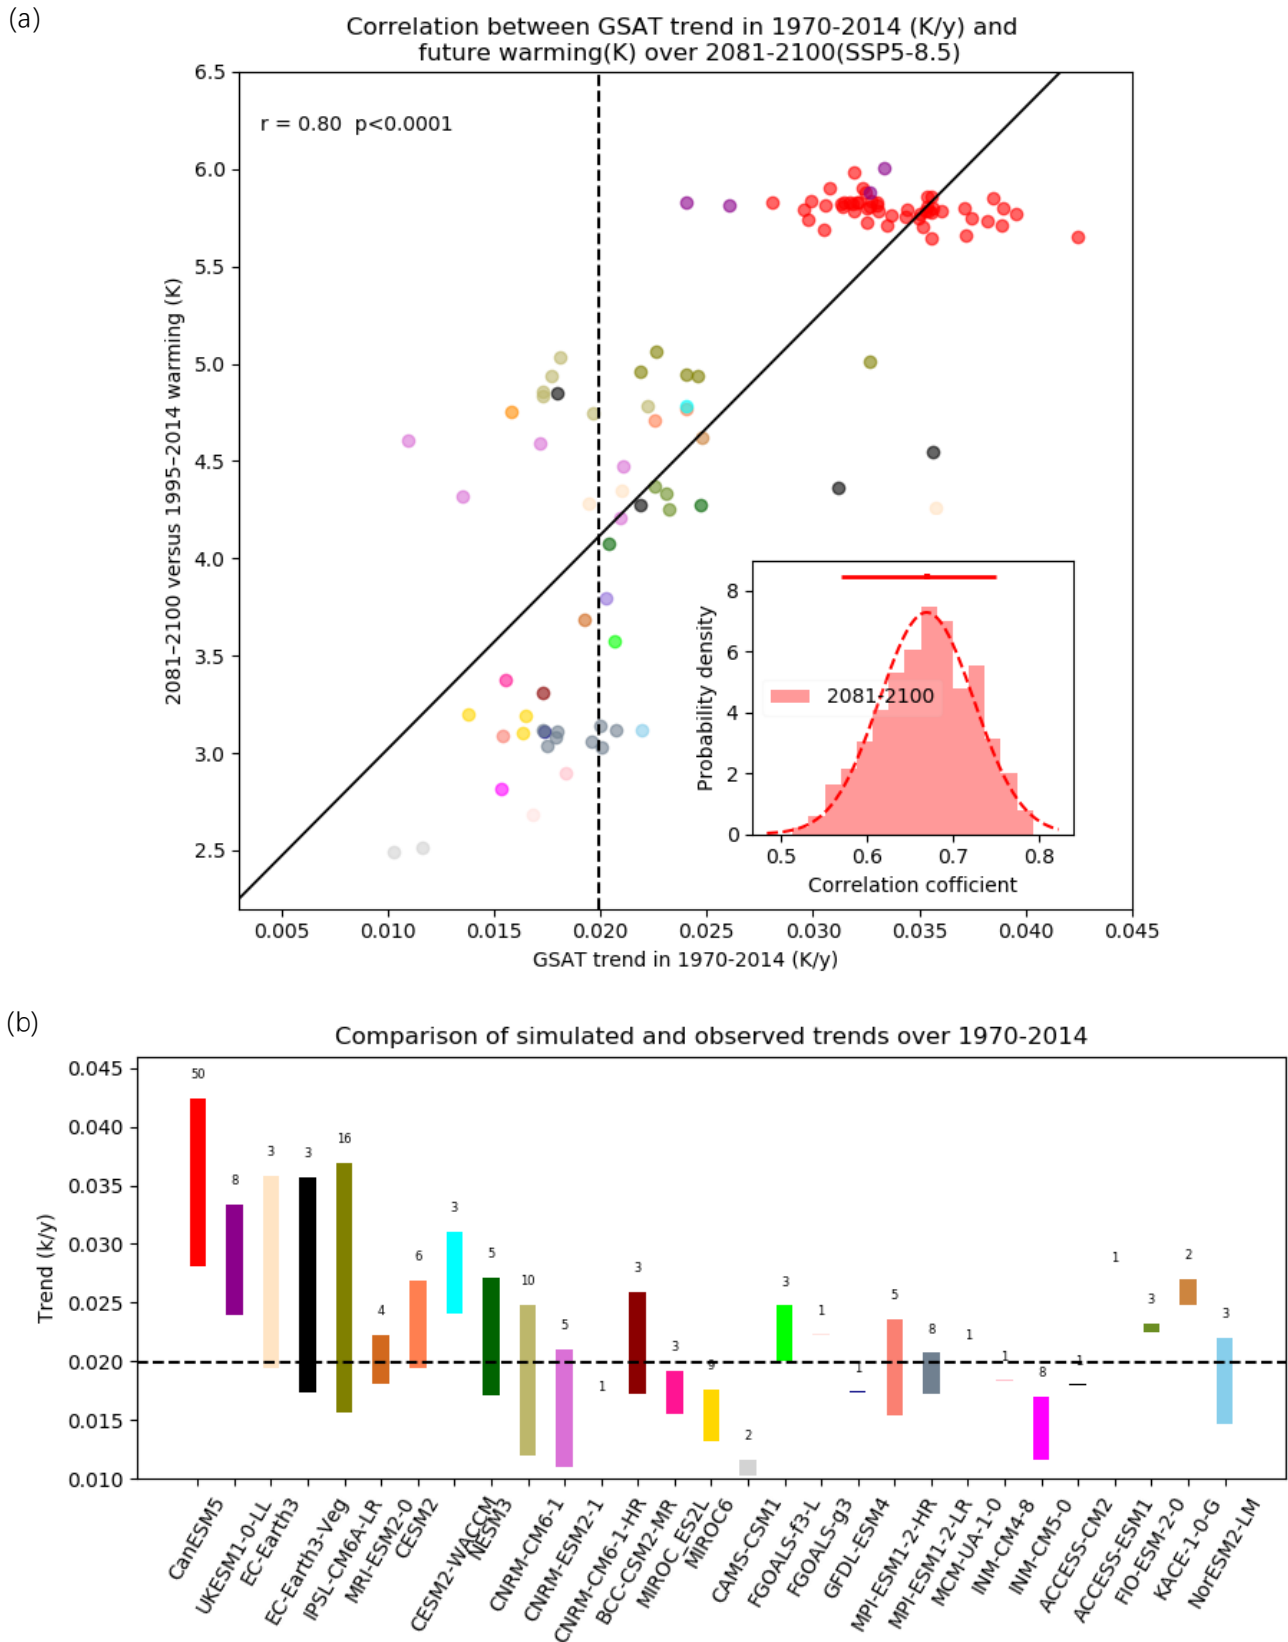 (a)
Correlation between GSAT trend in 1970-2014 (K/y) and
future warming(K) over 2081-2100(SSP5-8.5)
r = 0.80 p<0.0001
2081–2100 versus 1995–2014 warming (K)
6.5
6.0
5.5
5.0
4.5
4.0
3.5
3.0
2.5
0.005 0.010 0.015 0.020 0.025 0.030 0.035 0.040 0.045
GSAT trend in 1970-2014 (K/y)
Probability density
8
6
4
2
0
2081-2100
0.5 0.6 0.7 0.8
Correlation cofficient
(b)
Comparison of simulated and observed trends over 1970-2014
Trend (k/y)
0.045
0.040
0.035
0.030
0.025
0.020
0.015
0.010
50 8 3 3 16 4 6 3 5 10 5 1 3 3 9 2 3 1 1 5 8 1 1 8 1 1 3 2 3
CanESM5
UKESM1-0-LL
EC-Earth3
EC-Earth3-Veg
IPSL-CM6A-LR
MRI-ESM2-0
CESM2
CESM2-WACCM
NESM3
CNRM-CM6-1
CNRM-ESM2-1
CNRM-CM6-1-HR
BCC-CSM2-MR
MIROC_ES2L
MIROC6
CAMS-CSM1
FGOALS-f3-L
FGOALS-g3
GFDL-ESM4
MPI-ESM1-2-HR
MPI-ESM1-2-LR
MCM-UA-1-0
INM-CM4-8
INM-CM5-0
ACCESS-CM2
ACCESS-ESM1
FIO-ESM-2-0
KACE-1-0-G
NorESM2-LM